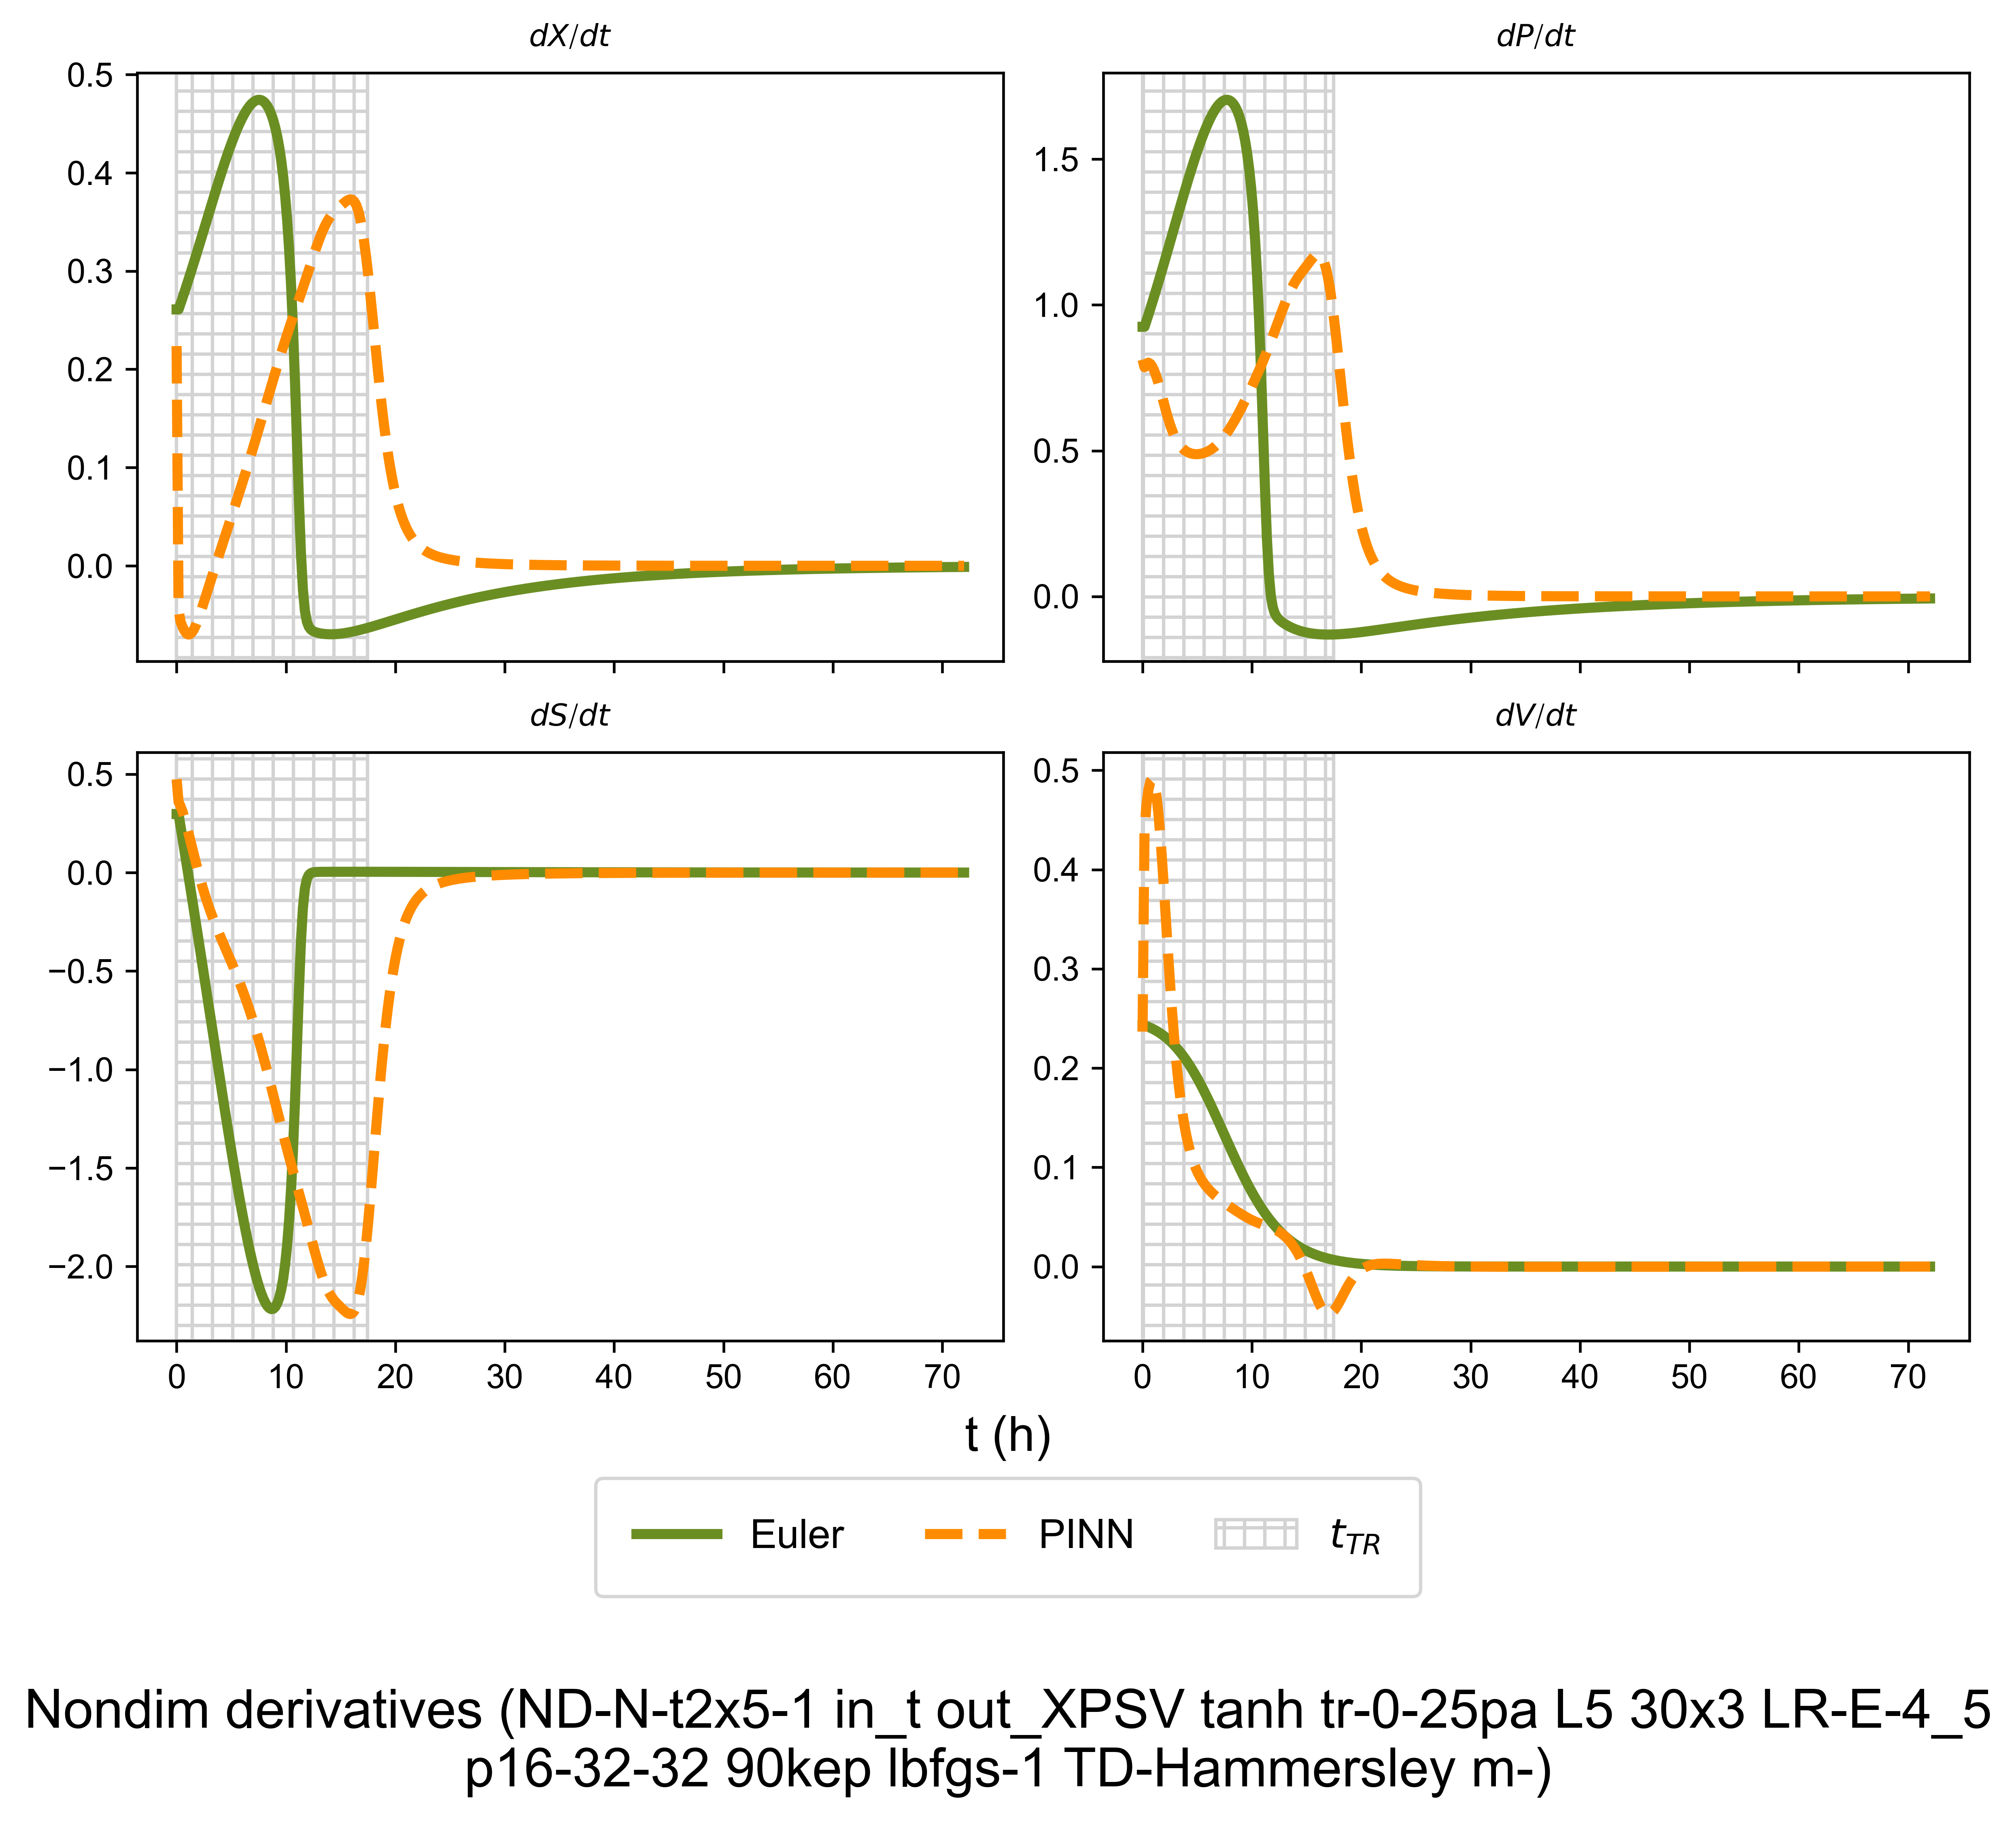 dX/dt
dP/dt
0.5
0.4
0.3
0.2
0.1
0.0
1.5
1.0
0.5
0.0
dS/dt
dV/dt
0.5
0.0
−0.5
−1.0
−1.5
−2.0
0 10 20 30 40 50 60 70
0.5
0.4
0.3
0.2
0.1
0.0
0 10 20 30 40 50 60 70
t (h)
Euler PINN t_TR
Nondim derivatives (ND-N-t2x5-1 in_t out_XPSV tanh tr-0-25pa L5 30x3 LR-E-4_5
p16-32-32 90kep lbfgs-1 TD-Hammersley m-)